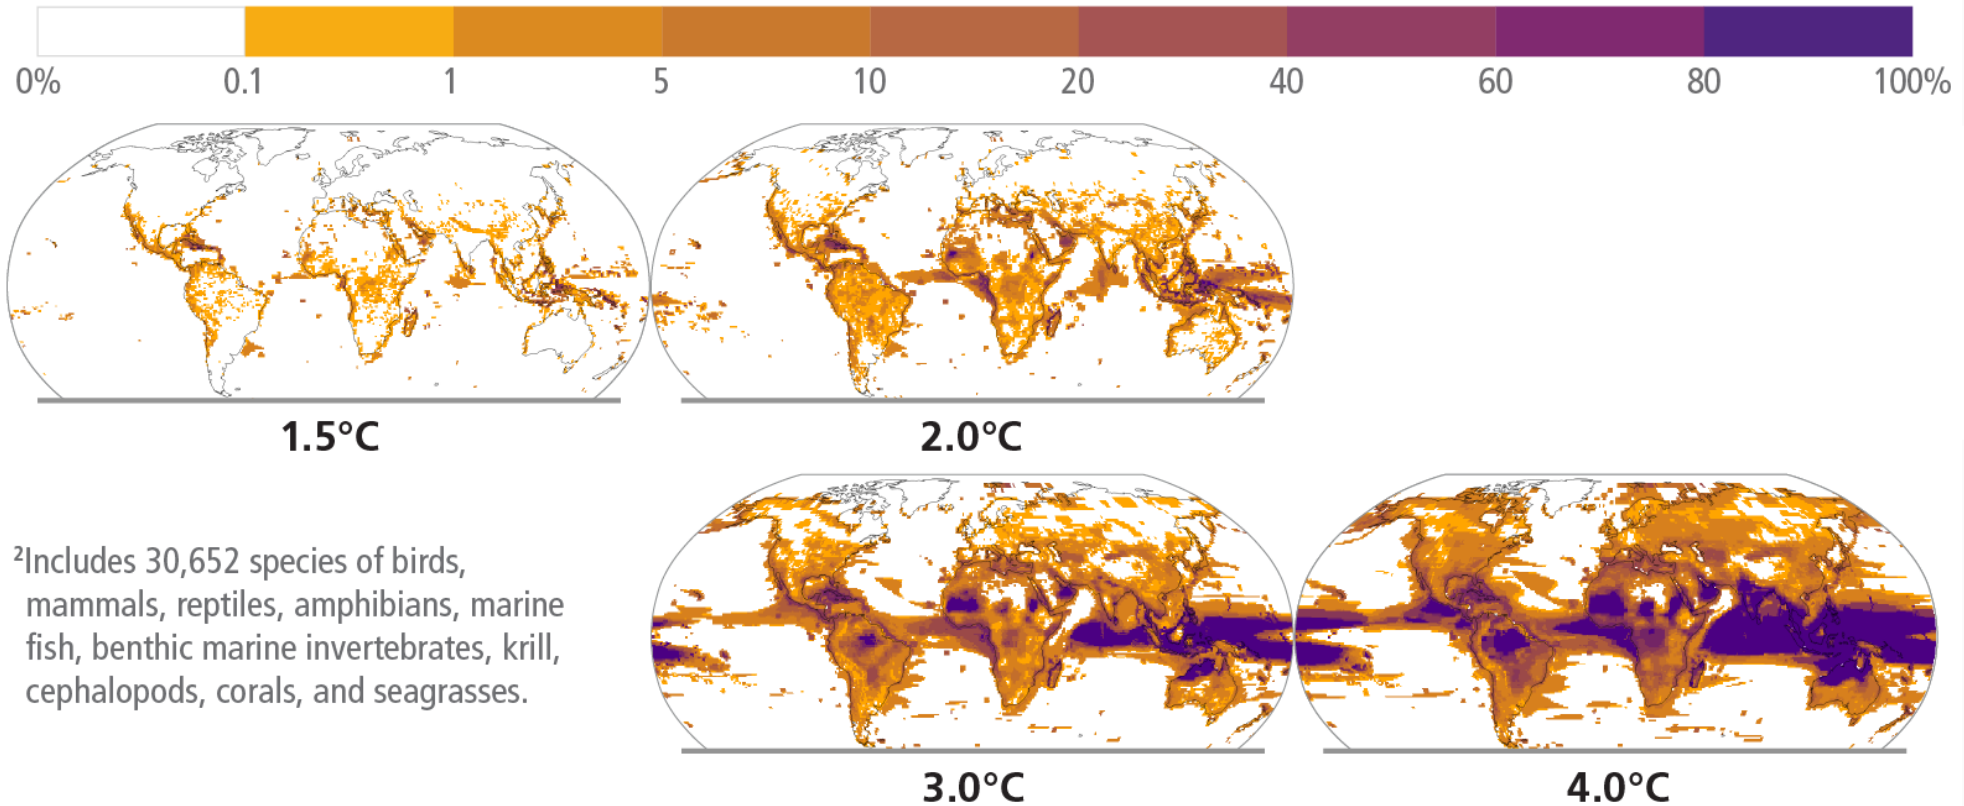 0% 0.1 1 5 10 20 40 60 80 100%
1.5°C 2.0°C
²Includes 30,652 species of birds,
mammals, reptiles, amphibians, marine
fish, benthic marine invertebrates, krill,
cephalopods, corals, and seagrasses.
3.0°C 4.0°C